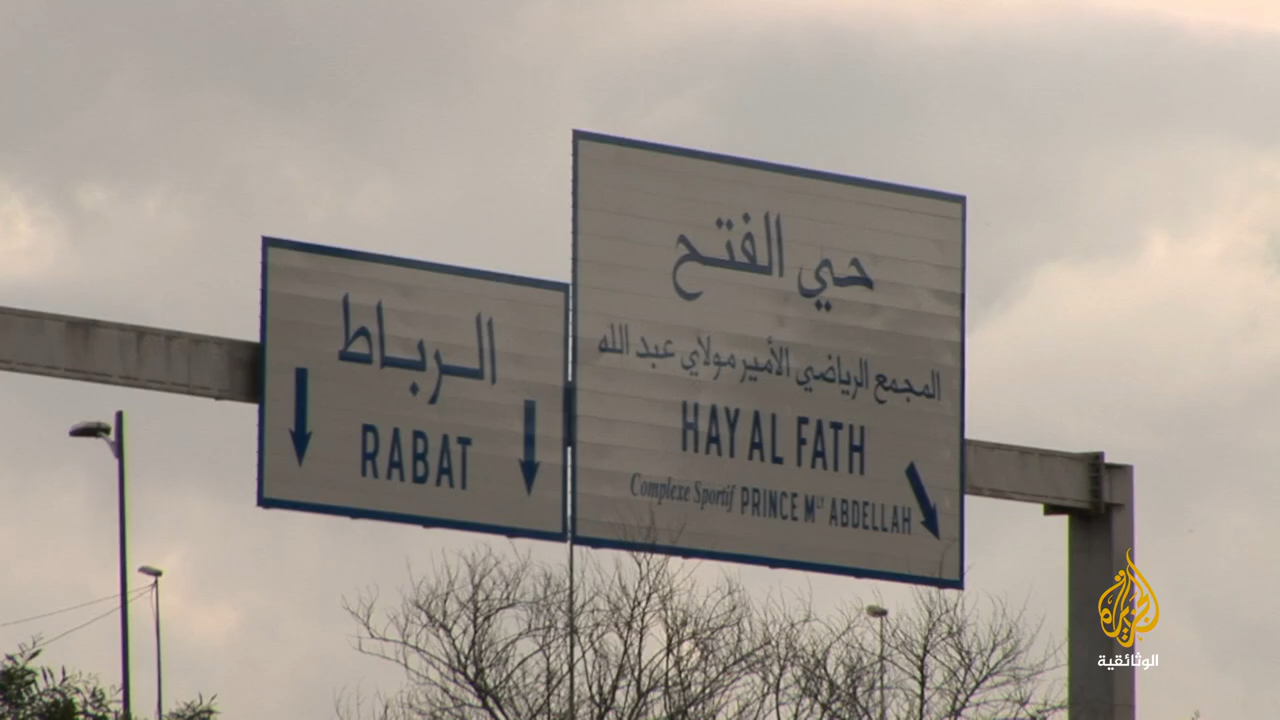 الرباط
RABAT
حي الفتح
المجمع الرياضي الأمير مولاي عبد الله
HAY AL FATH
Complexe Sportif PRINCE Mly ABDELLAH
الجزيرة
الوثائقية